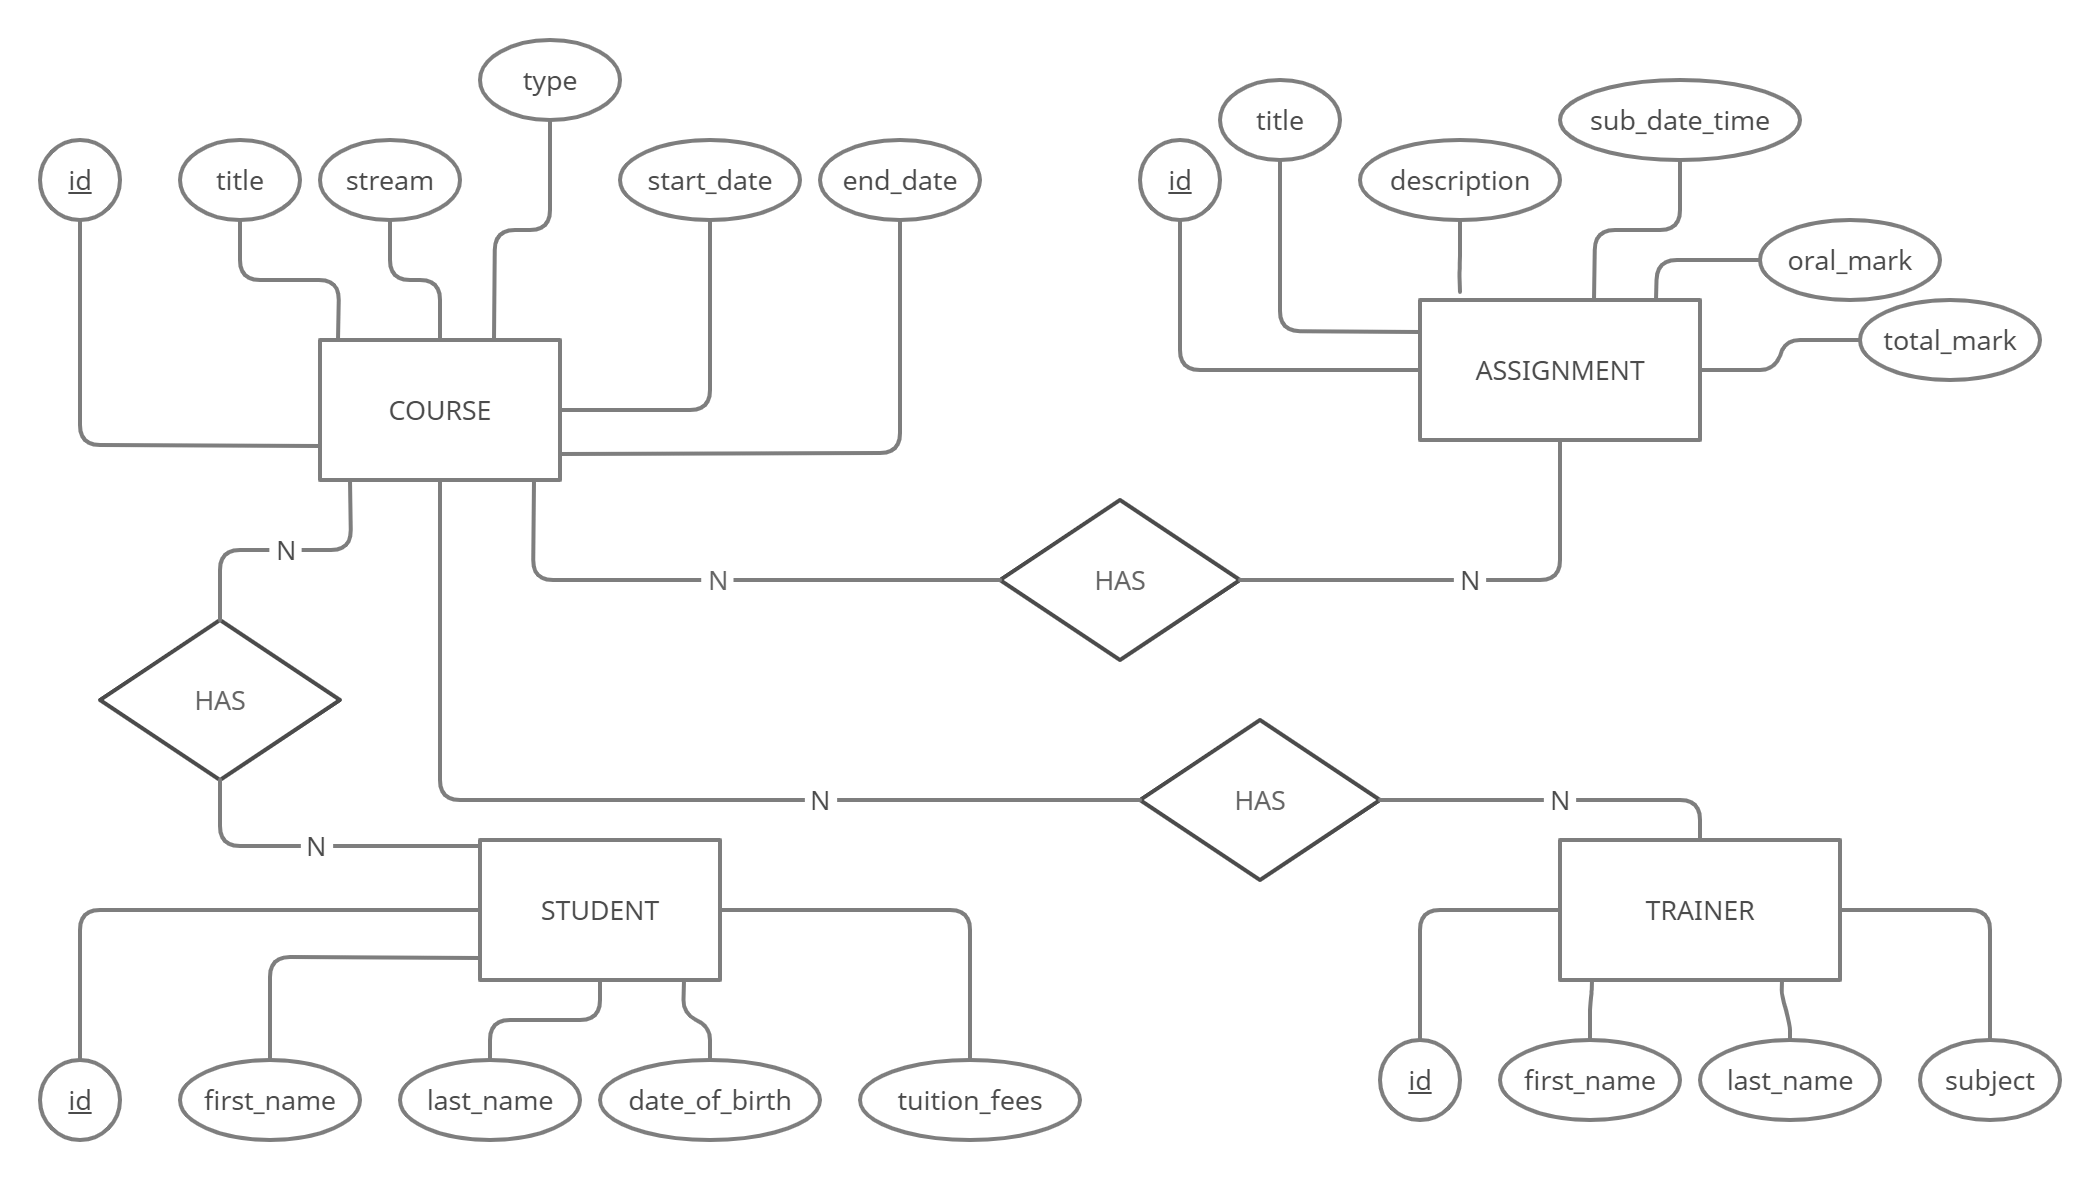 type
id
title
stream
start_date
end_date
COURSE
title
sub_date_time
id
description
oral_mark
total_mark
ASSIGNMENT
N
N
HAS
N
HAS
N
HAS
N
N
STUDENT
TRAINER
id
first_name
last_name
date_of_birth
tuition_fees
id
first_name
last_name
subject